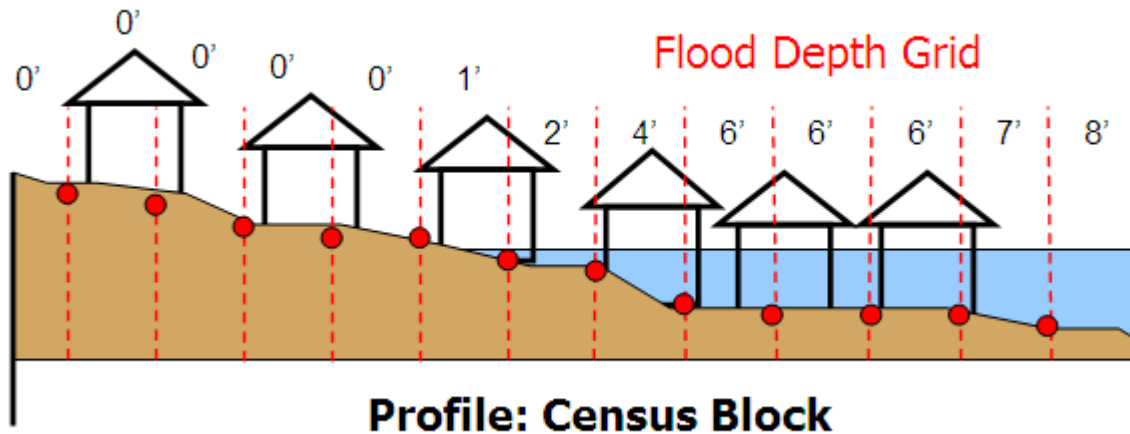 0’ 0’ 0’ 0’ 0’ 1’ 2’ 4’ 6’ 6’ 6’ 7’ 8’
Flood Depth Grid
Profile: Census Block